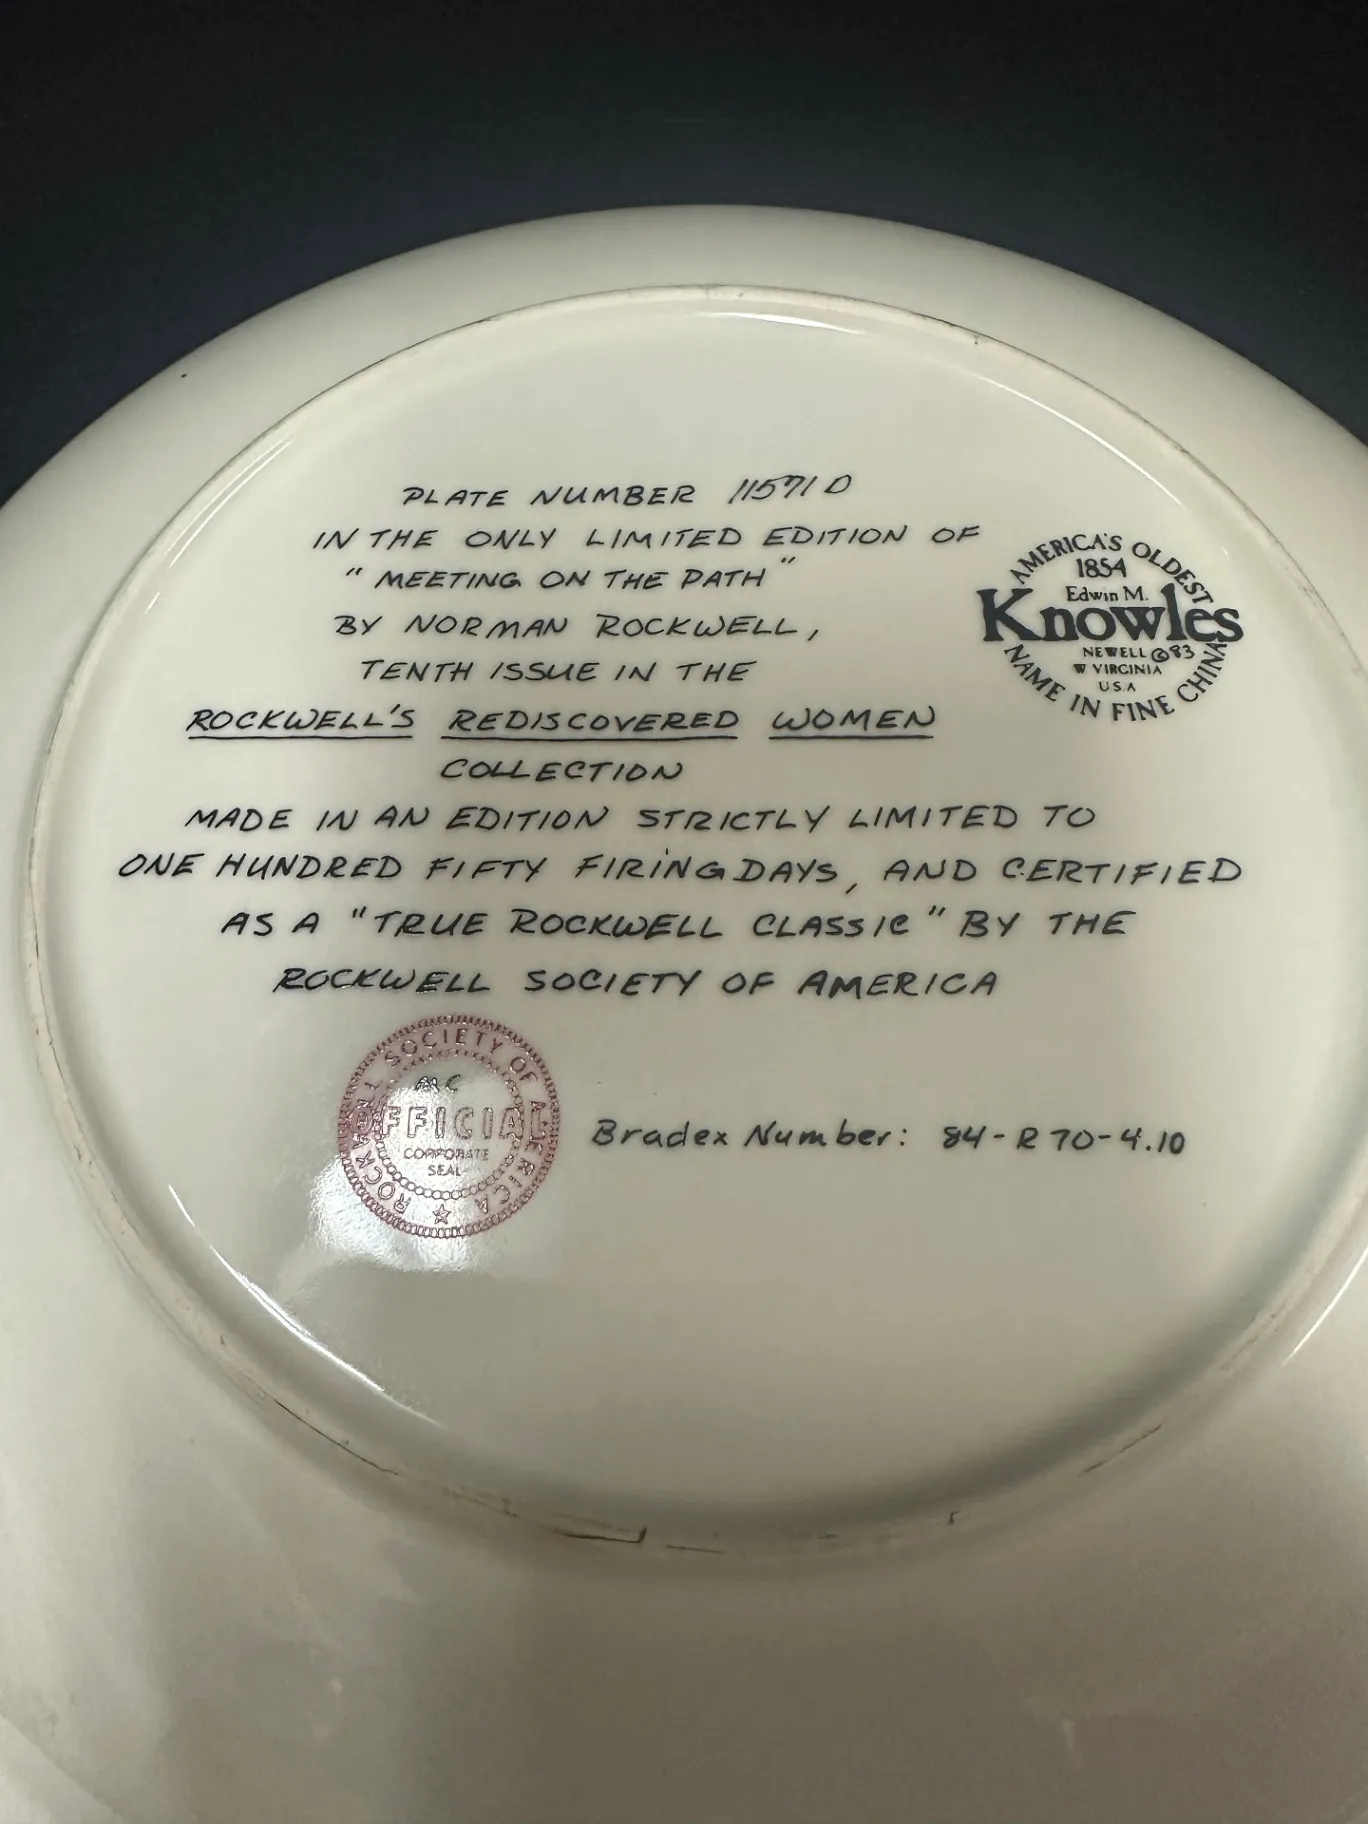 PLATE NUMBER 11571 D
IN THE ONLY LIMITED EDITION OF
"MEETING ON THE PATH"
BY NORMAN ROCKWELL,
TENTH ISSUE IN THE
ROCKWELL'S REDISCOVERED WOMEN
COLLECTION
MADE IN AN EDITION STRICTLY LIMITED TO
ONE HUNDRED FIFTY FIRING DAYS, AND CERTIFIED
AS A "TRUE ROCKWELL CLASSIC" BY THE
ROCKWELL SOCIETY OF AMERICA
AMERICA'S OLDEST
1854
Edwin M.
Knowles
NEWELL ©83
W VIRGINIA
U.S.A
NAME IN FINE CHINA
ROCKWELL SOCIETY OF AMERICA
OFFICIAL
CORPORATE
SEAL
Bradex Number: 84-R70-4.10